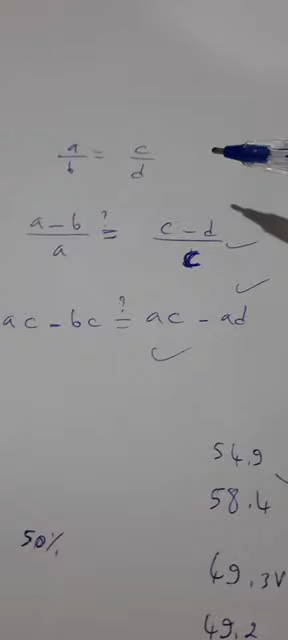 a/b = c/d
a-b/a ?= c-d/c ✓
✓
ac - bc ?= ac - ad
✓
54.9
58.4
50%
49.3V
49.2